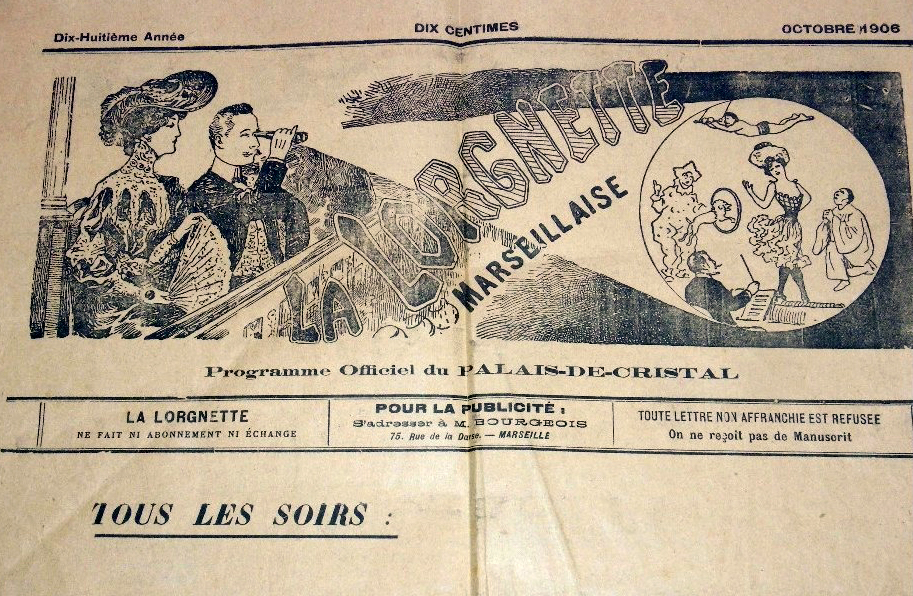 Dix-Huitième Année
DIX CENTIMES
OCTOBRE 1906
LA LORGNETTE
MARSEILLAISE
Programme Officiel du PALAIS-DE-CRISTAL
LA LORGNETTE
NE FAIT NI ABONNEMENT NI ÉCHANGE
POUR LA PUBLICITÉ :
S'adresser à M. BOURGEOIS
75, Rue de la Darse. — MARSEILLE
TOUTE LETTRE NON AFFRANCHIE EST REFUSEE
On ne reçoit pas de Manuscrit
TOUS LES SOIRS :